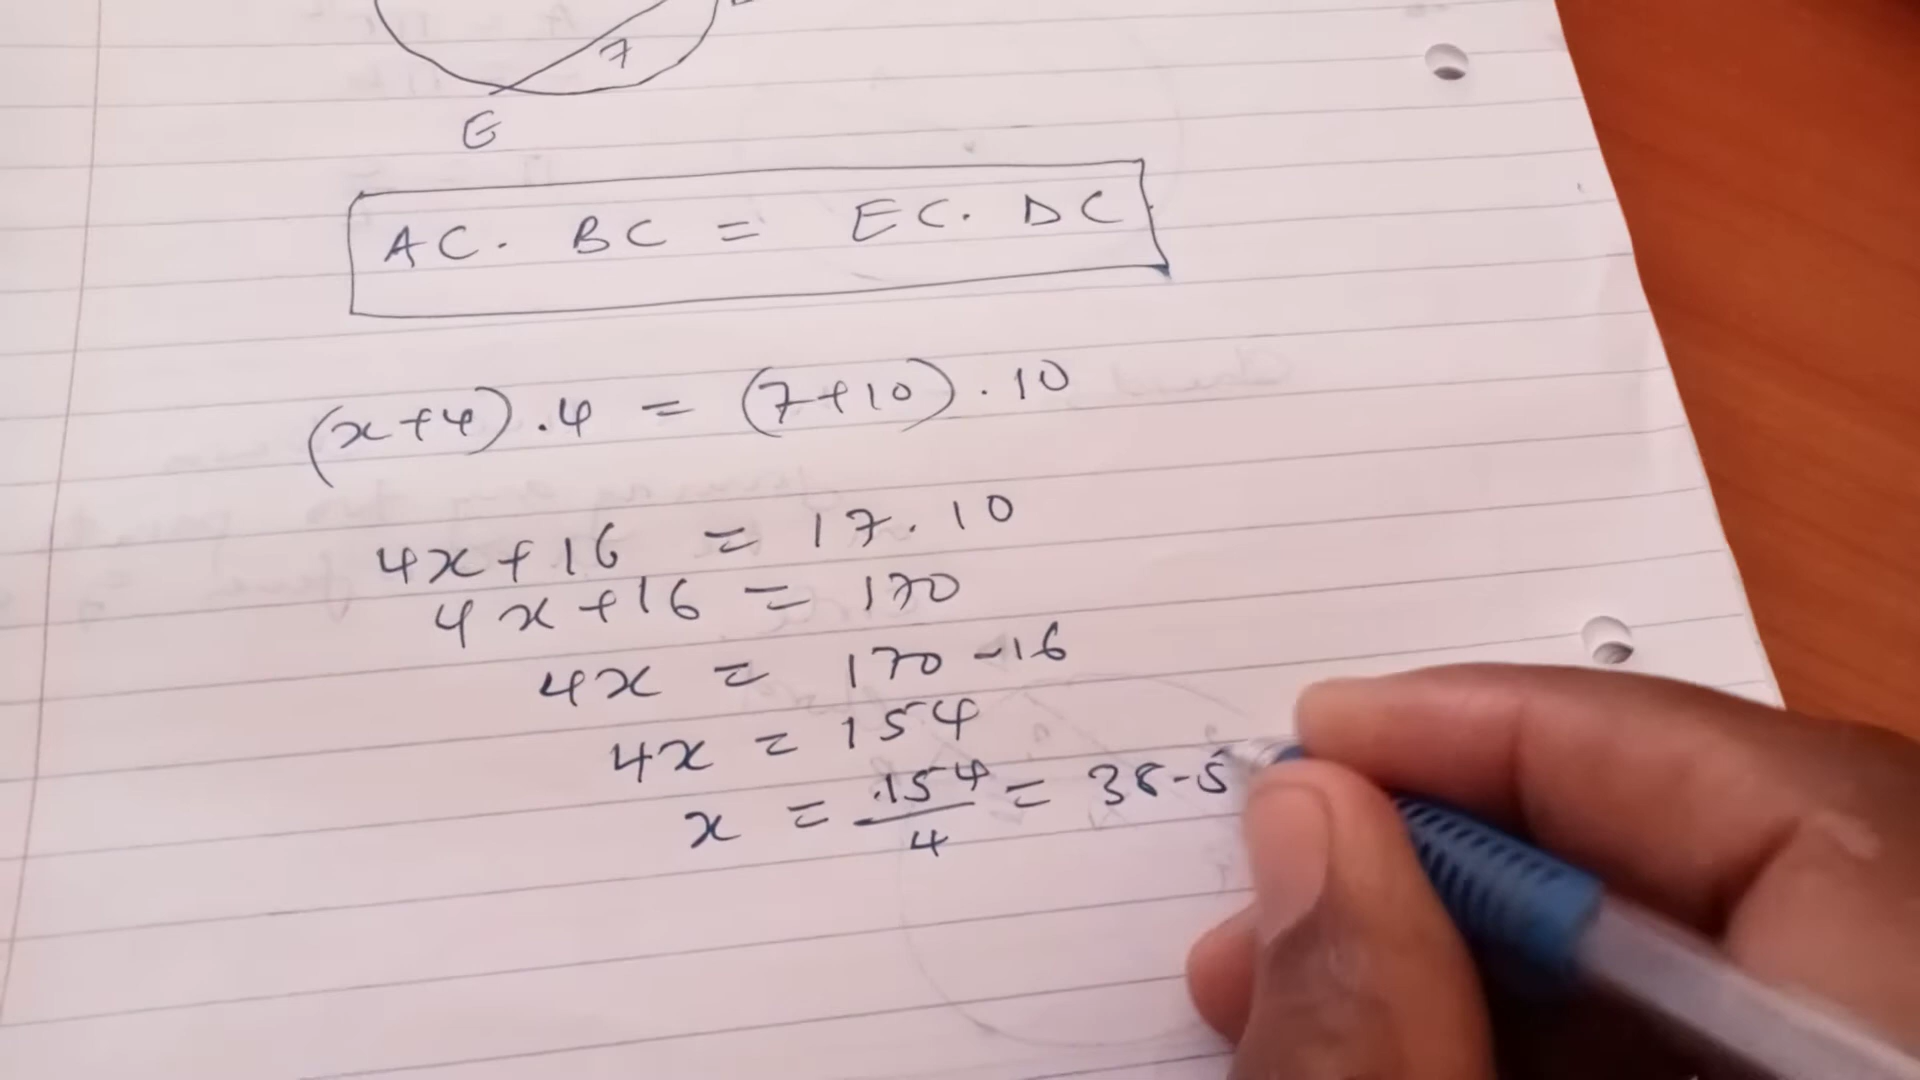 7
E
AC. BC = EC. DC
(x+4).4 = (7+10).10
4x+16 = 17.10
4x+16 = 170
4x = 170-16
4x = 154
x = .154/4 = 38-5